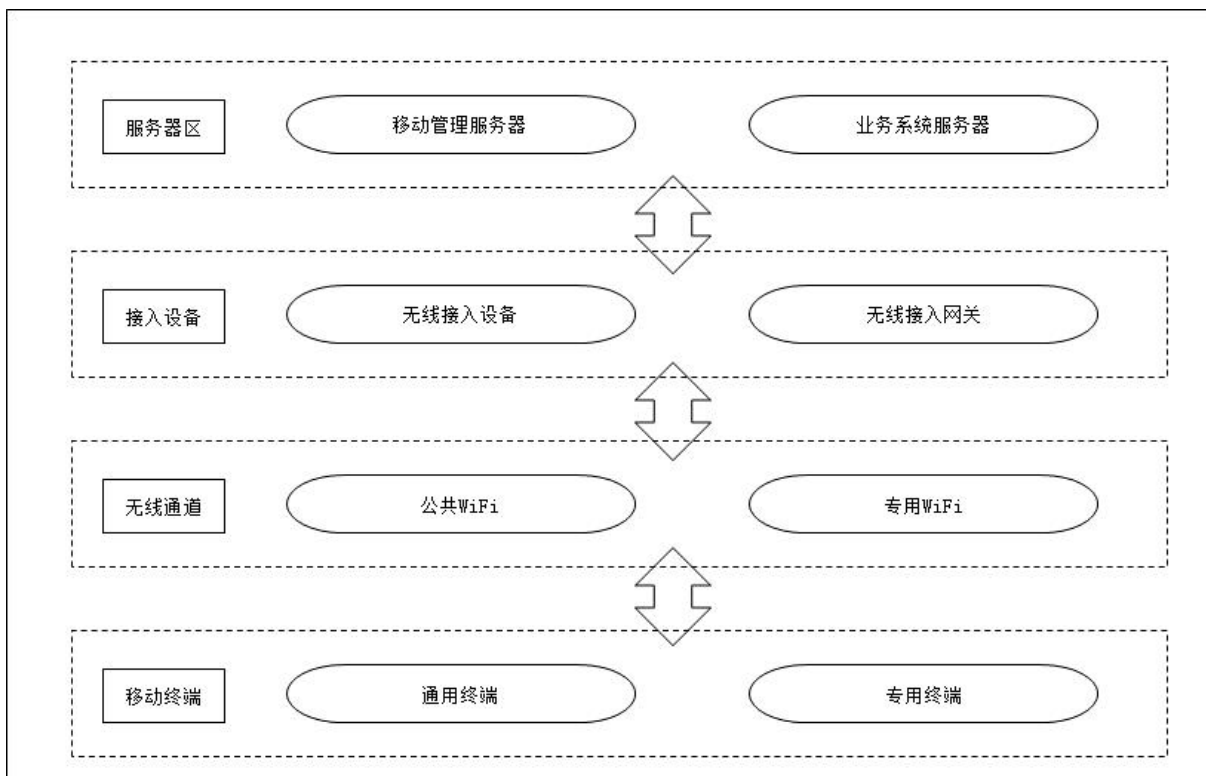 服务器区
移动管理服务器
业务系统服务器
接入设备
无线接入设备
无线接入网关
无线通道
公共WiFi
专用WiFi
移动终端
通用终端
专用终端